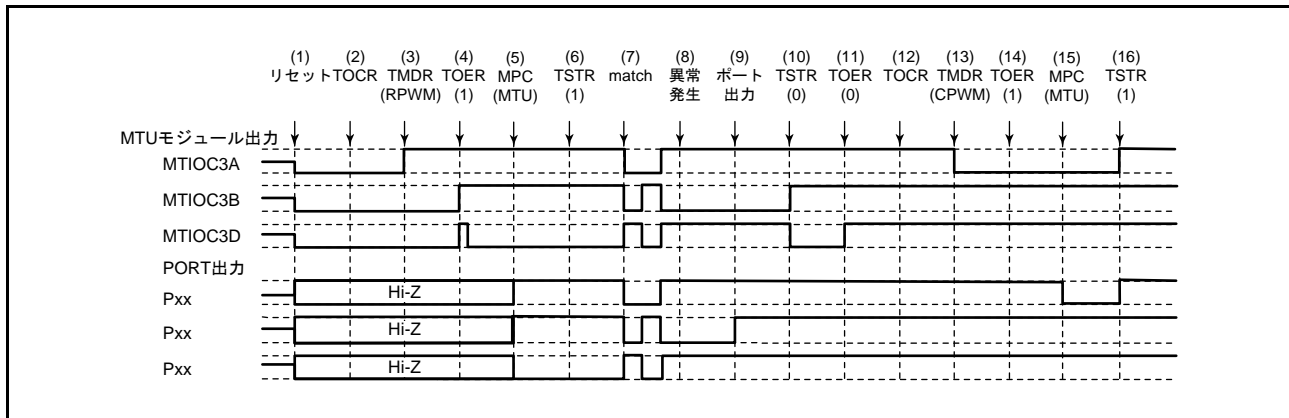 (1) (2) (3) (4) (5) (6) (7) (8) (9) (10) (11) (12) (13) (14) (15) (16)
リセット TOCR TMDR TOER MPC TSTR match 異常 ポート TSTR TOER TOCR TMDR TOER MPC TSTR
(RPWM) (1) (MTU) (1) 発生 出力 (0) (0) (CPWM) (1) (MTU) (1)
MTUモジュール出力
MTIOC3A
MTIOC3B
MTIOC3D
PORT出力
Pxx Hi-Z
Pxx Hi-Z
Pxx Hi-Z